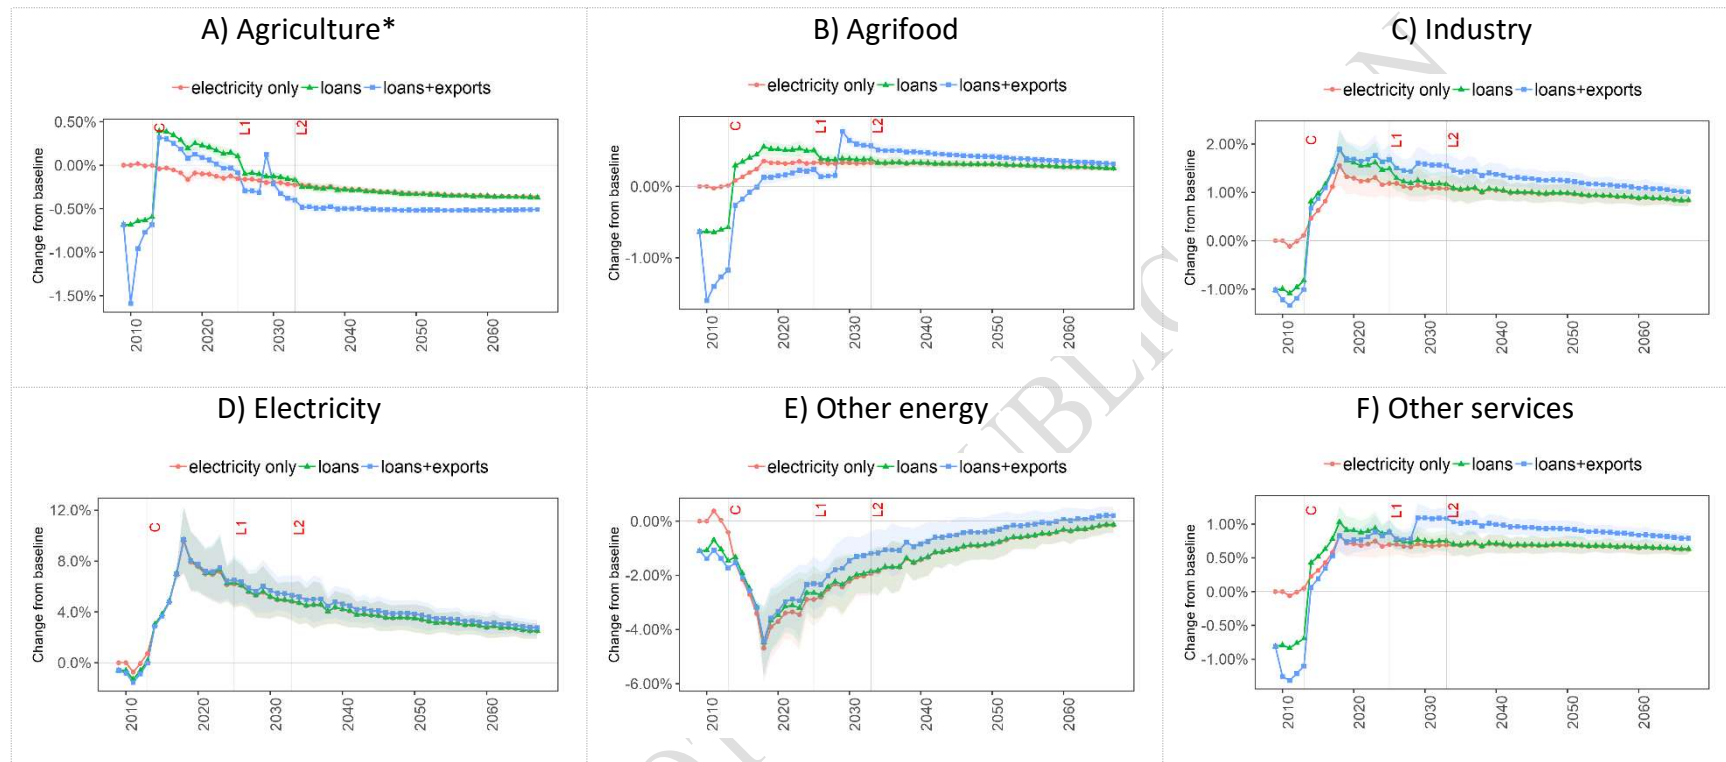 A) Agriculture*
electricity only loans loans+exports
Change from baseline
0.50%
0.00%
-0.50%
-1.00%
-1.50%
C
L1
L2
2010 2020 2030 2040 2050 2060
B) Agrifood
electricity only loans loans+exports
Change from baseline
0.00%
-1.00%
C
L1
L2
2010 2020 2030 2040 2050 2060
C) Industry
electricity only loans loans+exports
Change from baseline
2.00%
1.00%
0.00%
-1.00%
C
L1
L2
2010 2020 2030 2040 2050 2060
D) Electricity
electricity only loans loans+exports
Change from baseline
12.0%
8.0%
4.0%
0.0%
C
L1
L2
2010 2020 2030 2040 2050 2060
E) Other energy
electricity only loans loans+exports
Change from baseline
0.00%
-2.00%
-4.00%
-6.00%
C
L1
L2
2010 2020 2030 2040 2050 2060
F) Other services
electricity only loans loans+exports
Change from baseline
1.00%
0.50%
0.00%
-0.50%
-1.00%
C
L1
L2
2010 2020 2030 2040 2050 2060